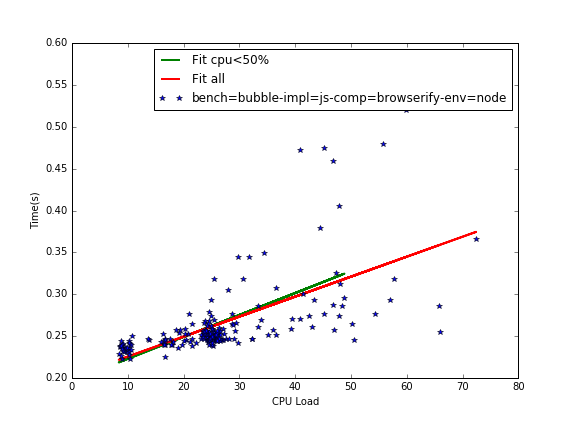 0.60
0.55
0.50
0.45
0.40
0.35
0.30
0.25
0.20
Time(s)
Fit cpu<50%
Fit all
bench=bubble-impl=js-comp=browserify-env=node
0 10 20 30 40 50 60 70 80
CPU Load